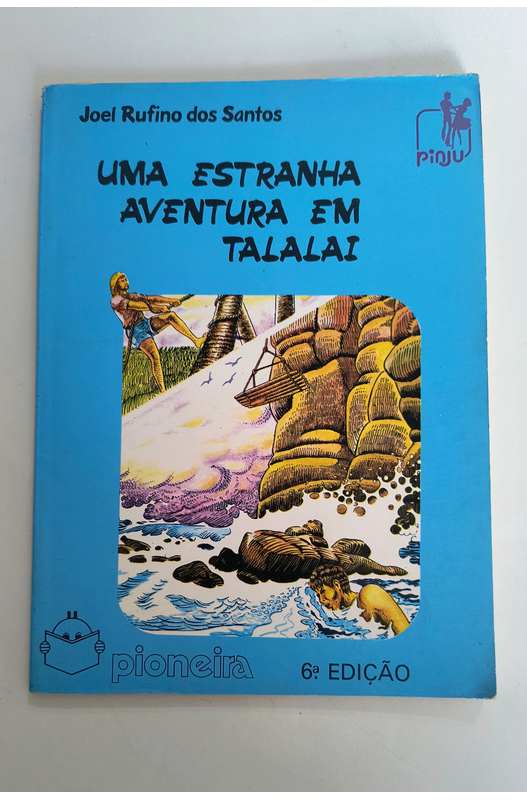 Joel Rufino dos Santos
PINJU
UMA ESTRANHA
AVENTURA EM
TALALAI
pioneira
6ª EDIÇÃO